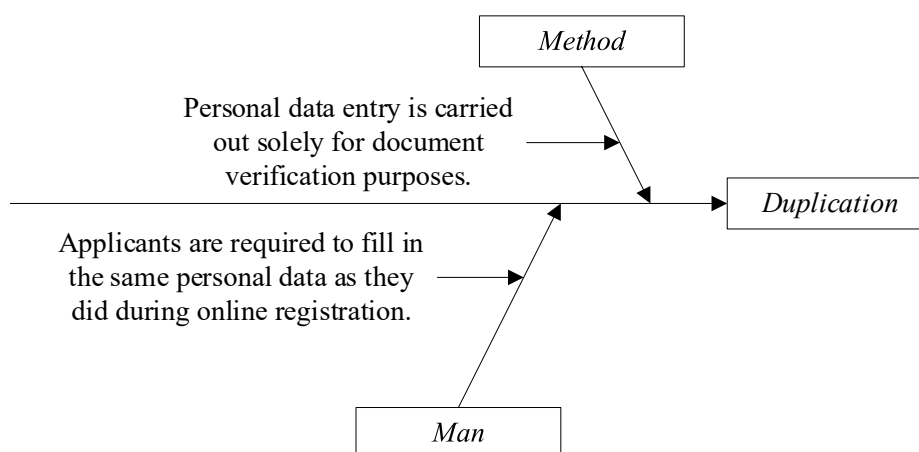 Method
Personal data entry is carried
out solely for document
verification purposes.
Duplication
Applicants are required to fill in
the same personal data as they
did during online registration.
Man